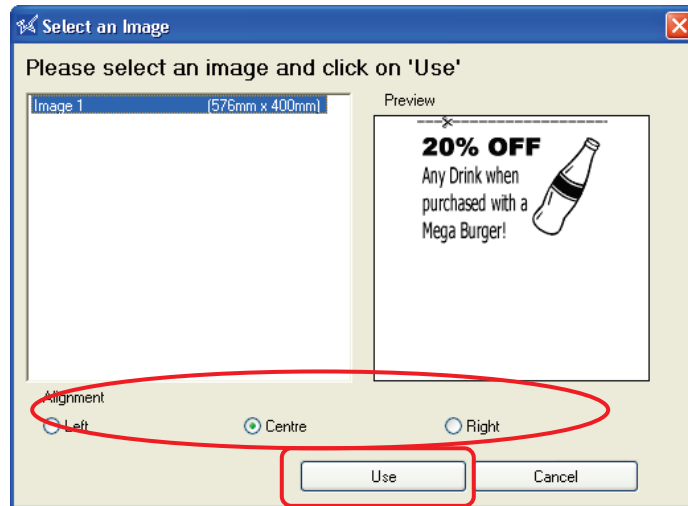 Select an Image
Please select an image and click on 'Use'
Image 1 (576mm x 400mm)
Preview
20% OFF
Any Drink when
purchased with a
Mega Burger!
Alignment
Left Centre Right
Use Cancel